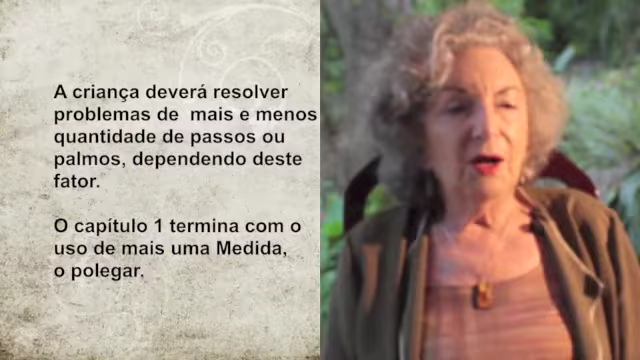 A criança deverá resolver
problemas de mais e menos
quantidade de passos ou
palmos, dependendo deste
fator.
O capítulo 1 termina com o
uso de mais uma Medida,
o polegar.